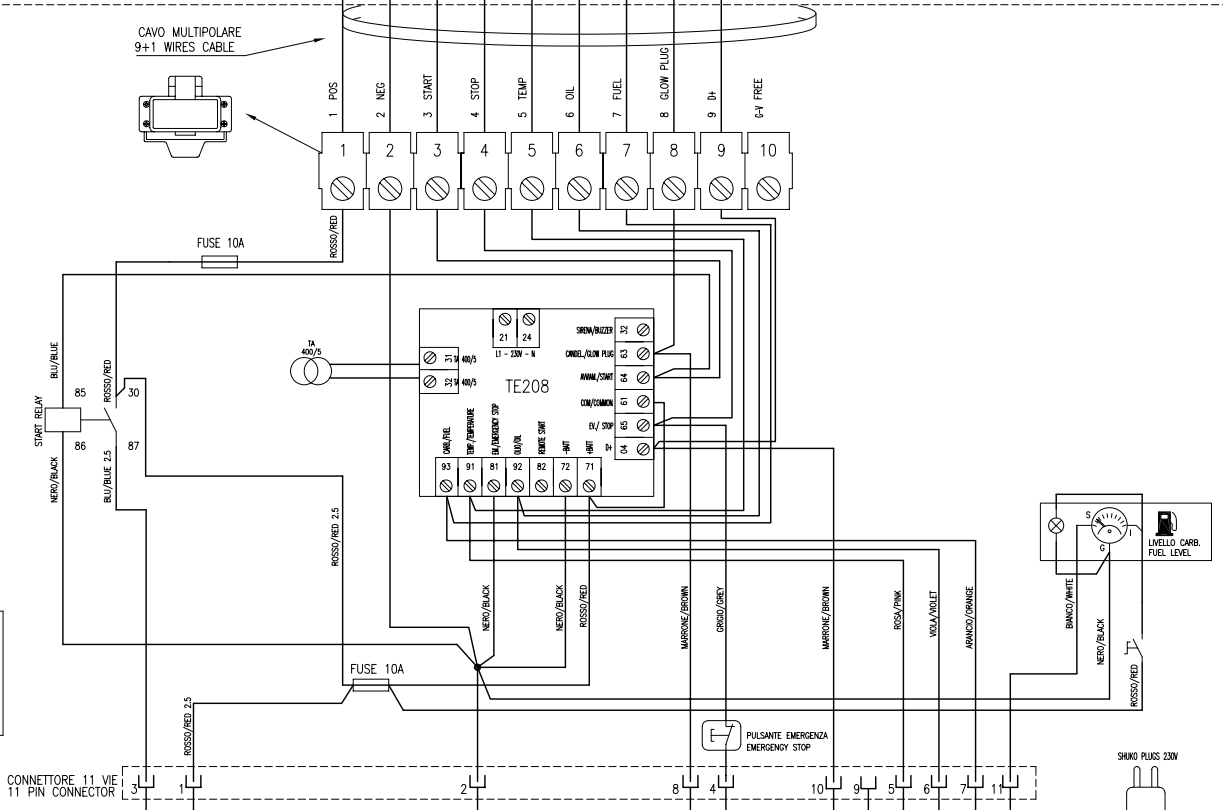 CAVO MULTIPOLARE
9+1 WIRES CABLE
1 POS
2 NEG
3 START
4 STOP
5 TEMP
6 OIL
7 FUEL
8 GLOW PLUG
9 D+
G-V FREE
1 2 3 4 5 6 7 8 9 10
ROSSO/RED
FUSE 10A
BLU/BLUE
ROSSO/RED
START RELAY
85
30
86
87
NERO/BLACK
BLU/BLUE 2.5
TA
400/5
21 24
L1 - 230V - N
31 TA 400/5
32 TA 400/5
TE208
SIRENA/BUZZER 32
CANDEL./GLOW PLUG 63
AVVIAM./START 64
COM/COMMON 61
EV./ STOP 65
D+ 04
CARB/FUEL
TEMP./TEMPERATURE
EM./EMERGENCY STOP
OLIO/OIL
REMOTE START
-BATT
+BATT
93 91 81 92 82 72 71
ROSSO/RED 2.5
NERO/BLACK
NERO/BLACK
ROSSO/RED
MARRONE/BROWN
GRIGIO/GREY
MARRONE/BROWN
ROSA/PINK
VIOLA/VIOLET
ARANCIO/ORANGE
BIANCO/WHITE
NERO/BLACK
ROSSO/RED
S
G
I
LIVELLO CARB.
FUEL LEVEL
FUSE 10A
ROSSO/RED 2.5
PULSANTE EMERGENZA
EMERGENCY STOP
SHUKO PLUGS 230V
CONNETTORE 11 VIE
11 PIN CONNECTOR
3 1 2 8 4 10 9 5 6 7 11